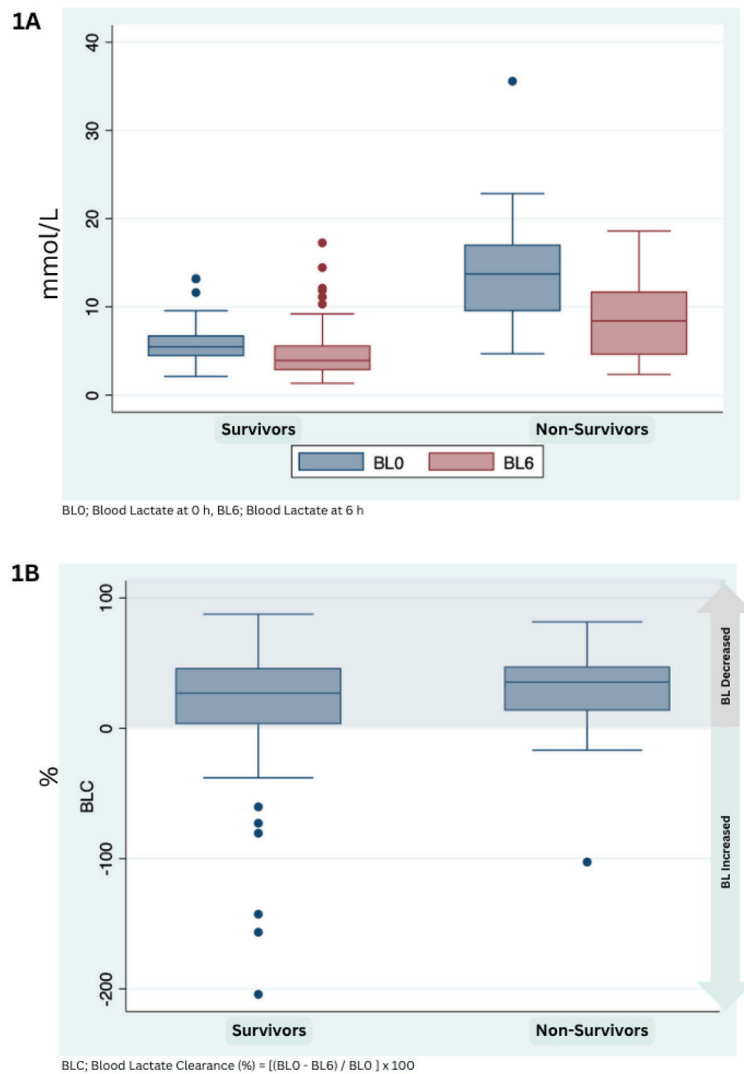 1A
40
30
20
10
0
mmol/L
Survivors
Non-Survivors
BL0
BL6
BL0; Blood Lactate at 0 h, BL6; Blood Lactate at 6 h
1B
100
0
-100
-200
%
BLC
BL Decreased
BL Increased
Survivors
Non-Survivors
BLC; Blood Lactate Clearance (%) = [(BL0 - BL6) / BL0 ] x 100